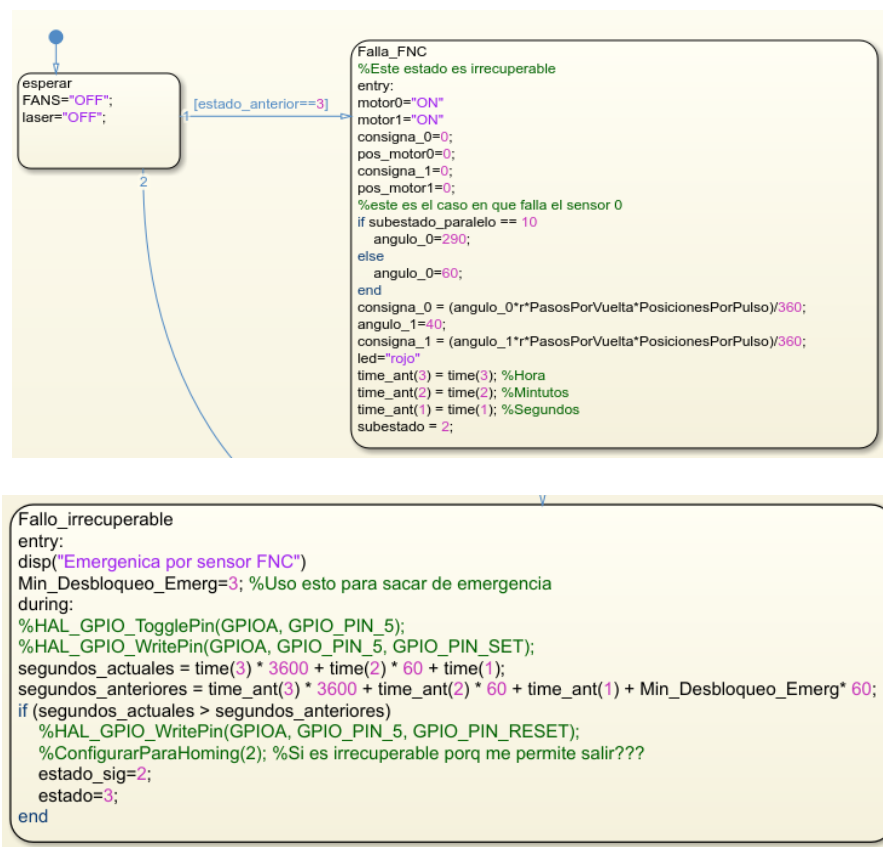 esperar
FANS="OFF";
laser="OFF";
1
[estado_anterior==3]
2
Falla_FNC
%Este estado es irrecuperable
entry:
motor0="ON"
motor1="ON"
consigna_0=0;
pos_motor0=0;
consigna_1=0;
pos_motor1=0;
%este es el caso en que falla el sensor 0
if subestado_paralelo == 10
angulo_0=290;
else
angulo_0=60;
end
consigna_0 = (angulo_0*r*PasosPorVuelta*PosicionesPorPulso)/360;
angulo_1=40;
consigna_1 = (angulo_1*r*PasosPorVuelta*PosicionesPorPulso)/360;
led="rojo"
time_ant(3) = time(3); %Hora
time_ant(2) = time(2); %Mintutos
time_ant(1) = time(1); %Segundos
subestado = 2;
Fallo_irrecuperable
entry:
disp("Emergenica por sensor FNC")
Min_Desbloqueo_Emerg=3; %Uso esto para sacar de emergencia
during:
%HAL_GPIO_TogglePin(GPIOA, GPIO_PIN_5);
%HAL_GPIO_WritePin(GPIOA, GPIO_PIN_5, GPIO_PIN_SET);
segundos_actuales = time(3) * 3600 + time(2) * 60 + time(1);
segundos_anteriores = time_ant(3) * 3600 + time_ant(2) * 60 + time_ant(1) + Min_Desbloqueo_Emerg* 60;
if (segundos_actuales > segundos_anteriores)
%HAL_GPIO_WritePin(GPIOA, GPIO_PIN_5, GPIO_PIN_RESET);
%ConfigurarParaHoming(2); %Si es irrecuperable porq me permite salir???
estado_sig=2;
estado=3;
end